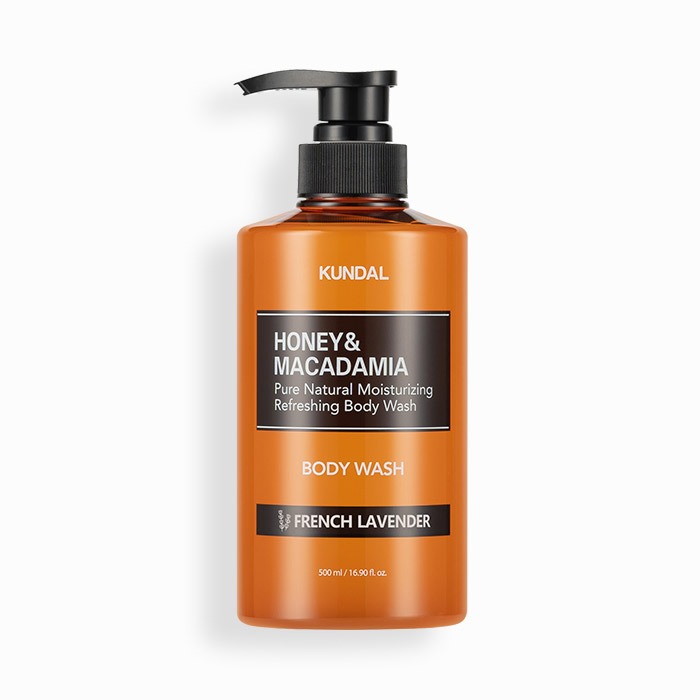 KUNDAL
HONEY&
MACADAMIA
Pure Natural Moisturizing
Refreshing Body Wash
BODY WASH
FRENCH LAVENDER
500 ml / 16.90 fl. oz.